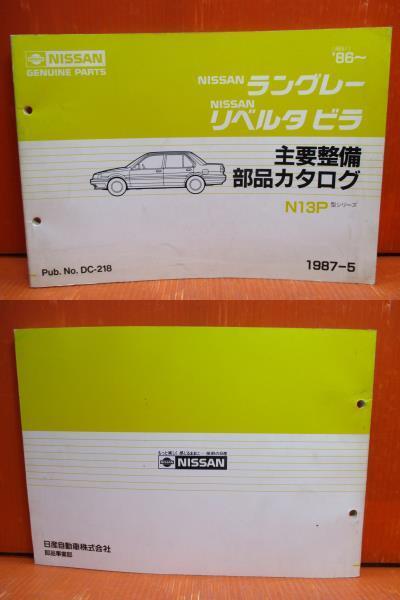 NISSAN
GENUINE PARTS
'86〜
NISSAN ラングレー
NISSAN リベルタ ビラ
主要整備
部品カタログ
N13P 型シリーズ
Pub. No. DC-218
1987-5
NISSAN
日産自動車株式会社
部品事業部